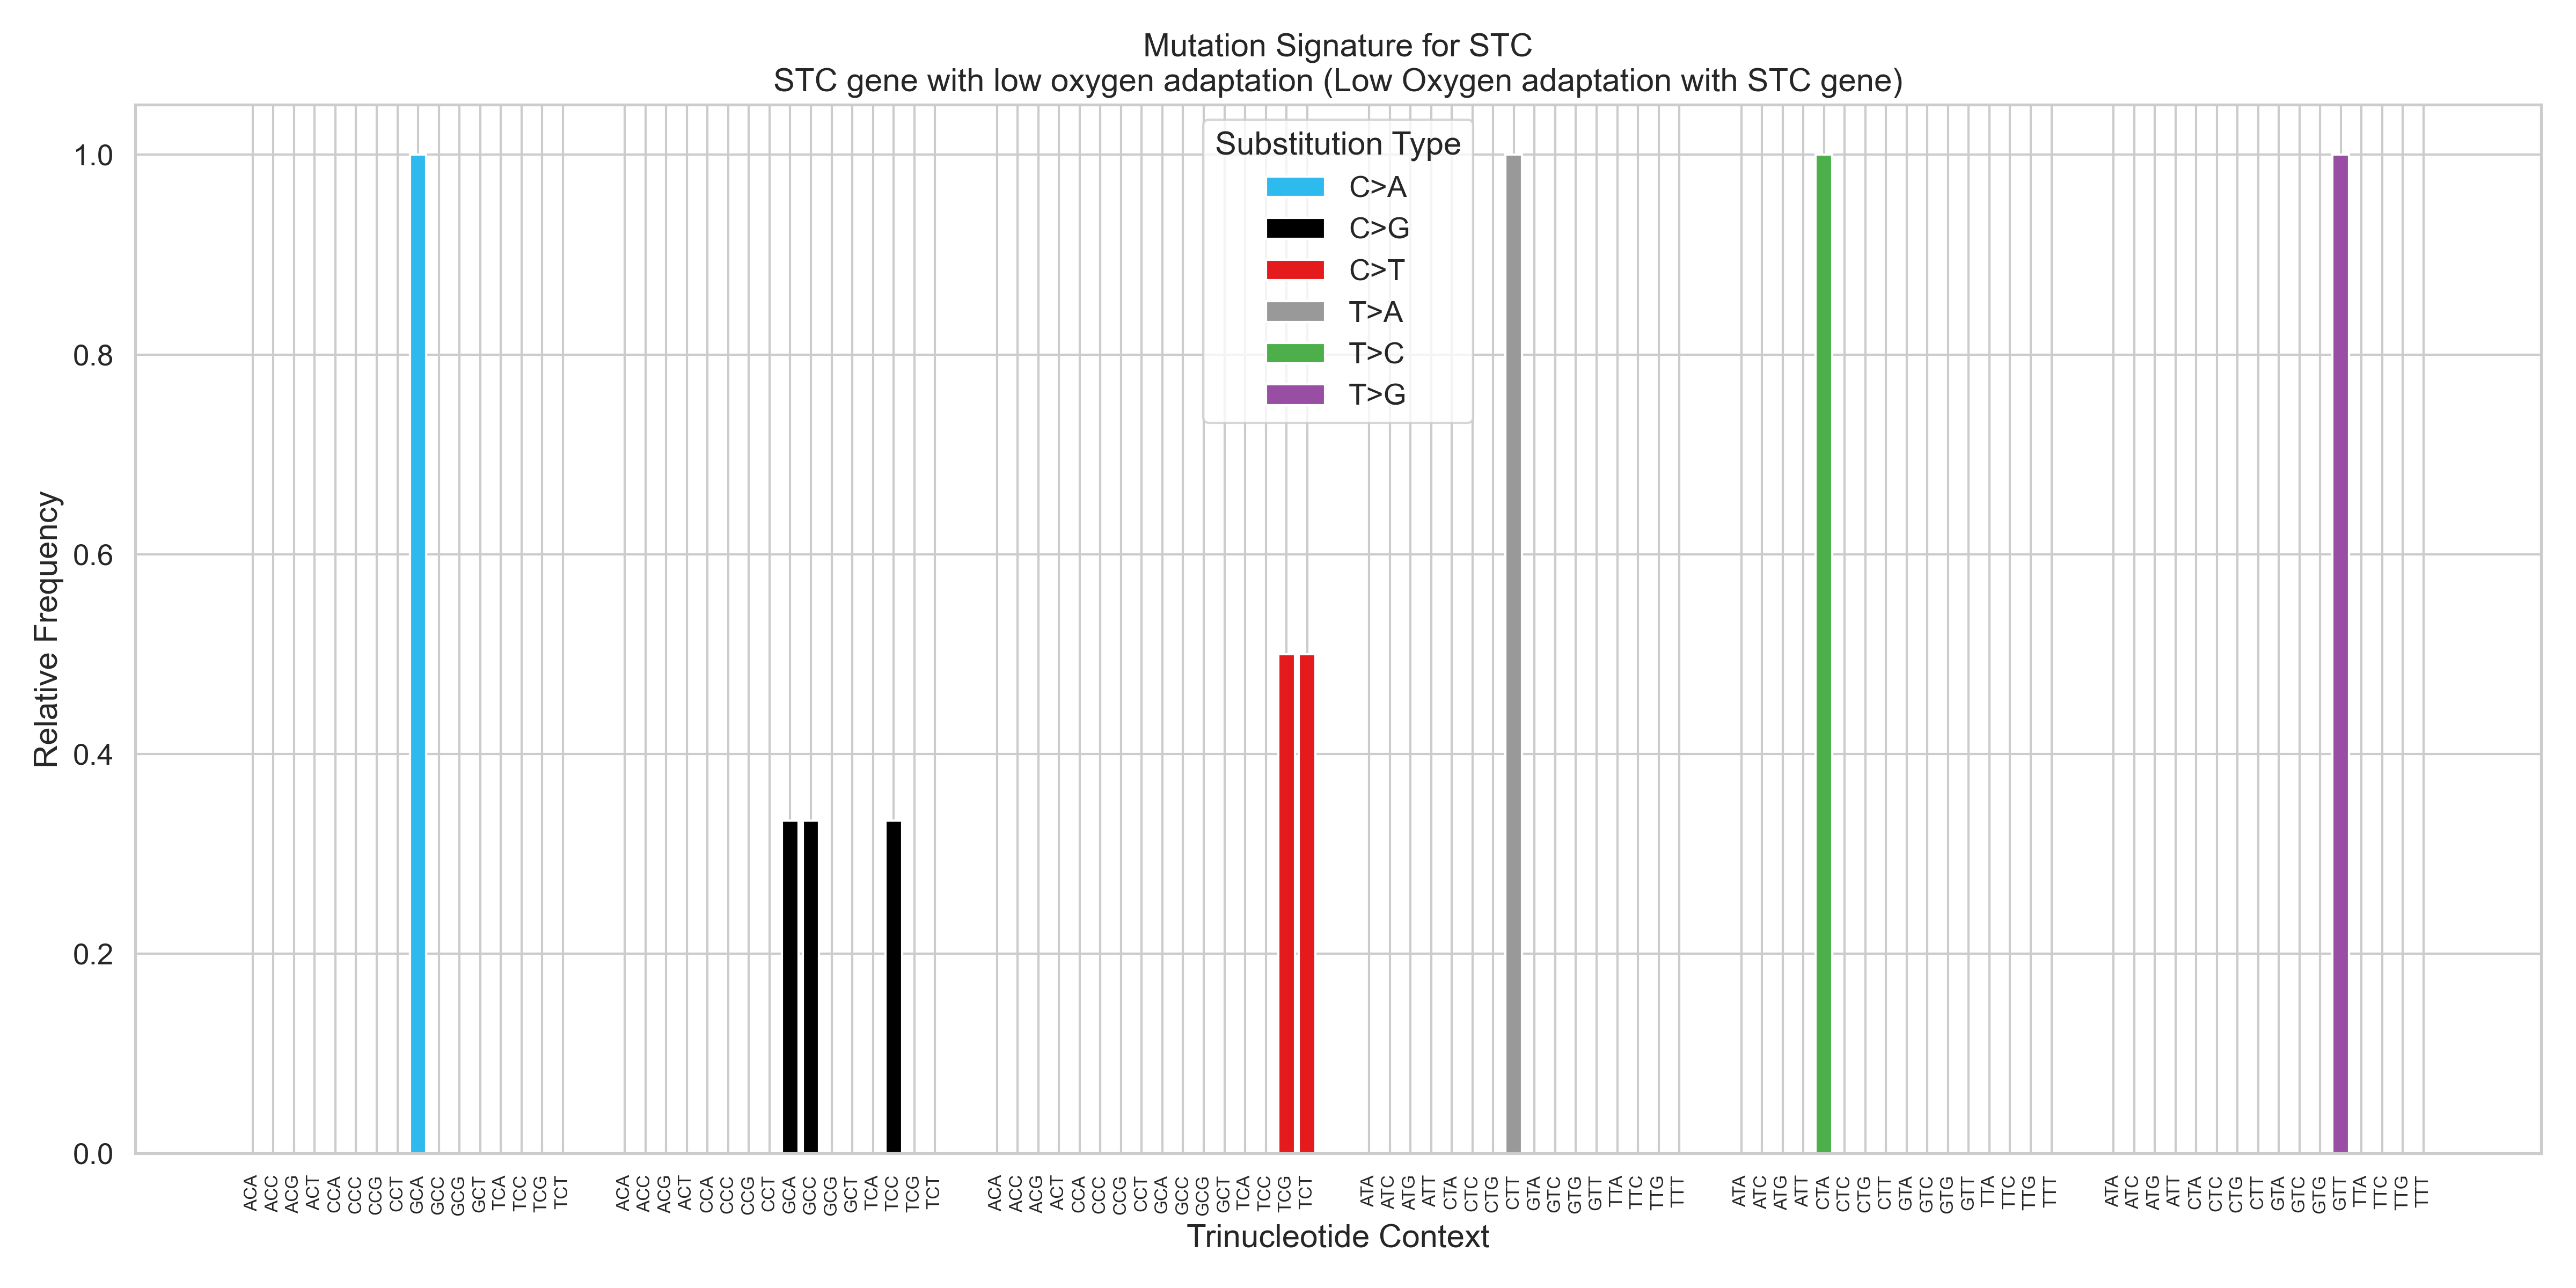 Mutation Signature for STC
STC gene with low oxygen adaptation (Low Oxygen adaptation with STC gene)
Substitution Type
C>A
C>G
C>T
T>A
T>C
T>G
Relative Frequency
1.0
0.8
0.6
0.4
0.2
0.0
ACA ACC ACG ACT CCA CCC CCG CCT GCA GCC GCG GCT TCA TCC TCG TCT ACA ACC ACG ACT CCA CCC CCG CCT GCA GCC GCG GCT TCA TCC TCG TCT ACA ACC ACG ACT CCA CCC CCG CCT GCA GCC GCG GCT TCA TCC TCG TCT ATA ATC ATG ATT CTA CTC CTG CTT GTA GTC GTG GTT TTA TTC TTG TTT ATA ATC ATG ATT CTA CTC CTG CTT GTA GTC GTG GTT TTA TTC TTG TTT ATA ATC ATG ATT CTA CTC CTG CTT GTA GTC GTG GTT TTA TTC TTG TTT
Trinucleotide Context